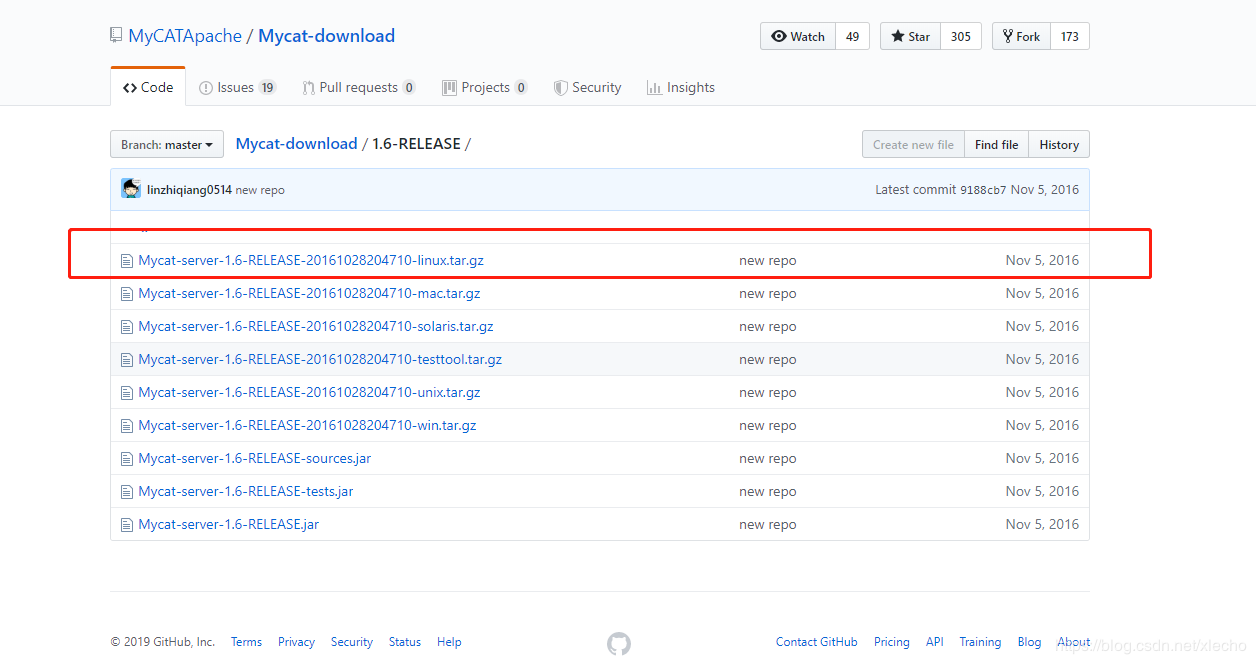 MyCATApache / Mycat-download
Watch 49 Star 305 Fork 173
Code Issues 19 Pull requests 0 Projects 0 Security Insights
Branch: master Mycat-download / 1.6-RELEASE / Create new file Find file History
linzhiqiang0514 new repo Latest commit 9188cb7 Nov 5, 2016
..
Mycat-server-1.6-RELEASE-20161028204710-linux.tar.gz new repo Nov 5, 2016
Mycat-server-1.6-RELEASE-20161028204710-mac.tar.gz new repo Nov 5, 2016
Mycat-server-1.6-RELEASE-20161028204710-solaris.tar.gz new repo Nov 5, 2016
Mycat-server-1.6-RELEASE-20161028204710-testtool.tar.gz new repo Nov 5, 2016
Mycat-server-1.6-RELEASE-20161028204710-unix.tar.gz new repo Nov 5, 2016
Mycat-server-1.6-RELEASE-20161028204710-win.tar.gz new repo Nov 5, 2016
Mycat-server-1.6-RELEASE-sources.jar new repo Nov 5, 2016
Mycat-server-1.6-RELEASE-tests.jar new repo Nov 5, 2016
Mycat-server-1.6-RELEASE.jar new repo Nov 5, 2016
© 2019 GitHub, Inc. Terms Privacy Security Status Help Contact GitHub Pricing API Training Blog About
https://blog.csdn.net/xlecho